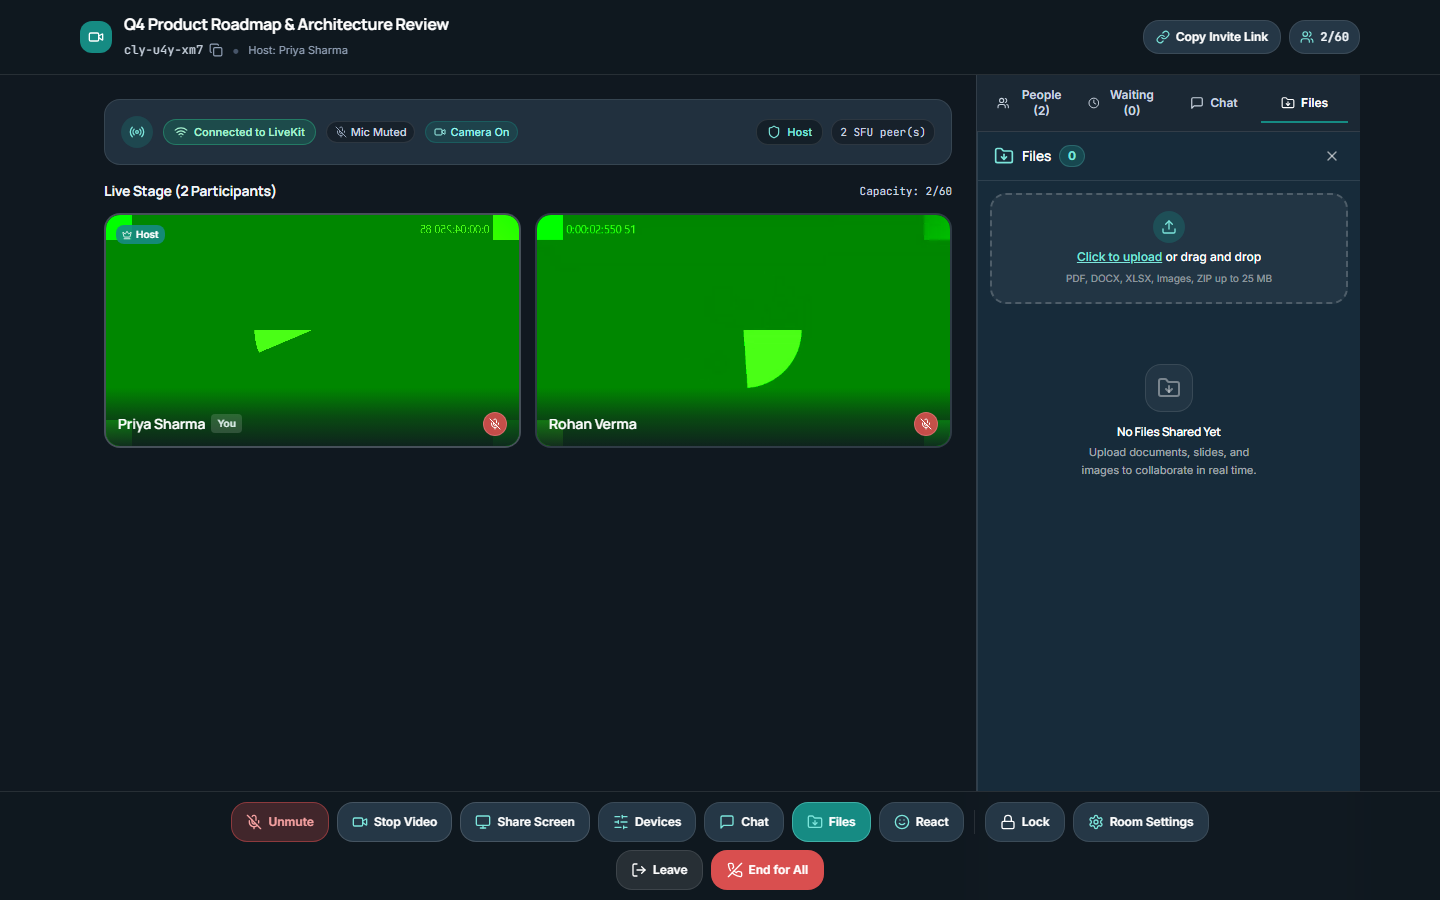 Q4 Product Roadmap & Architecture Review
cly-u4y-xm7
Host: Priya Sharma
Copy Invite Link
2/60
Connected to LiveKit
Mic Muted
Camera On
Host
2 SFU peer(s)
Live Stage (2 Participants)
Capacity: 2/60
Host
0:00:04:250 85
Priya Sharma
You
0:00:02:550 51
Rohan Verma
People
(2)
Waiting
(0)
Chat
Files
Files
0
Click to upload or drag and drop
PDF, DOCX, XLSX, Images, ZIP up to 25 MB
No Files Shared Yet
Upload documents, slides, and
images to collaborate in real time.
Unmute
Stop Video
Share Screen
Devices
Chat
Files
React
Lock
Room Settings
Leave
End for All